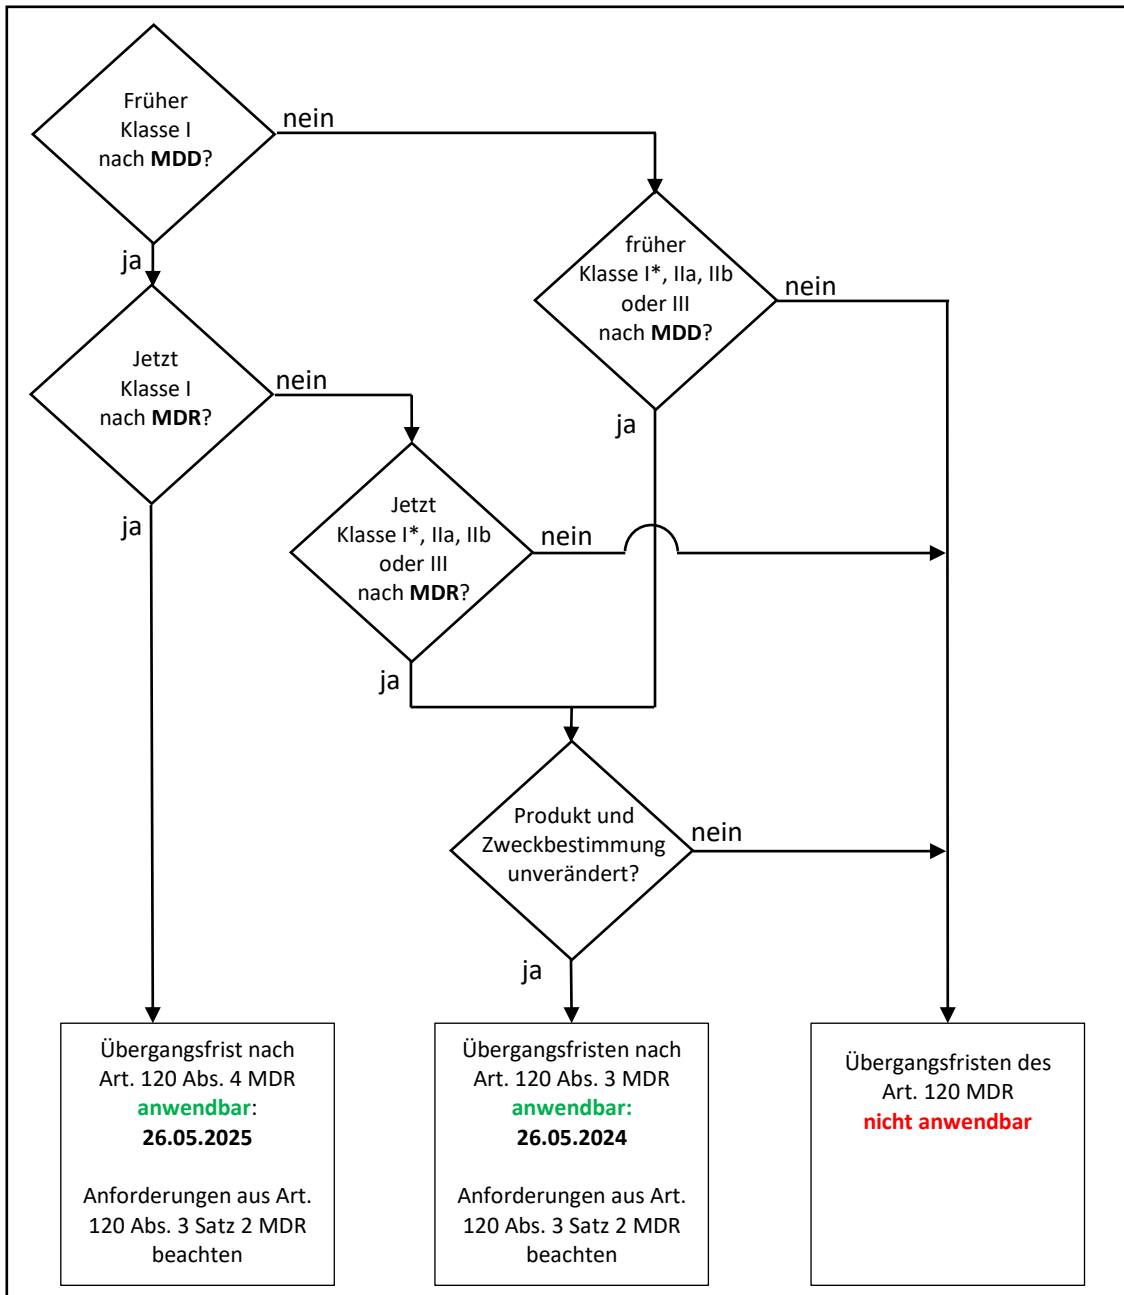 Früher
Klasse I
nach MDD?
nein
früher
Klasse I*, IIa, IIb
oder III
nach MDD?
nein
ja
Jetzt
Klasse I
nach MDR?
nein
ja
Jetzt
Klasse I*, IIa, IIb
oder III
nach MDR?
nein
ja
ja
Produkt und
Zweckbestimmung
unverändert?
nein
ja
Übergangsfrist nach
Art. 120 Abs. 4 MDR
anwendbar:
26.05.2025
Anforderungen aus Art.
120 Abs. 3 Satz 2 MDR
beachten
Übergangsfristen nach
Art. 120 Abs. 3 MDR
anwendbar:
26.05.2024
Anforderungen aus Art.
120 Abs. 3 Satz 2 MDR
beachten
Übergangsfristen des
Art. 120 MDR
nicht anwendbar